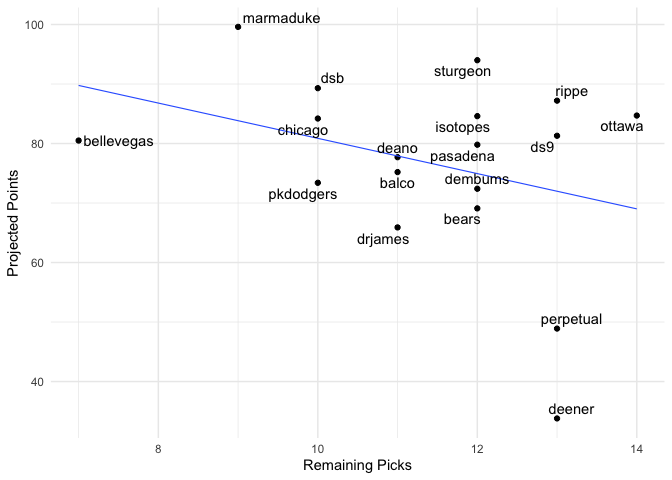 100
marmaduke
sturgeon
dsb
rippe
chicago
isotopes
ottawa
80
bellevegas
deano
pasadena
ds9
balco
dembums
pkdodgers
bears
drjames
60
perpetual
40
deener
8
10
12
14
Remaining Picks
Projected Points